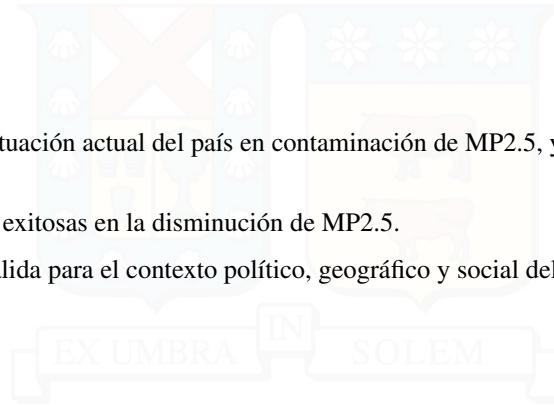 tuación actual del país en contaminación de MP2.5, y
exitosas en la disminución de MP2.5.
álida para el contexto político, geográfico y social del
EX UMBRA IN SOLEM